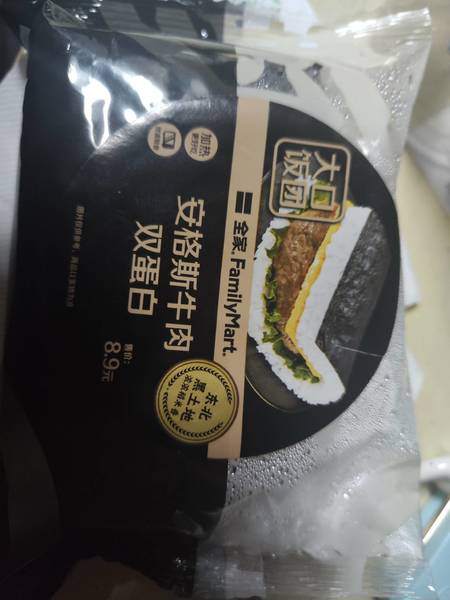 大口
饭团
全家 FamilyMart
安格斯牛肉
双蛋白
售价：
8.9元
东北
黑土地
加热
更好吃